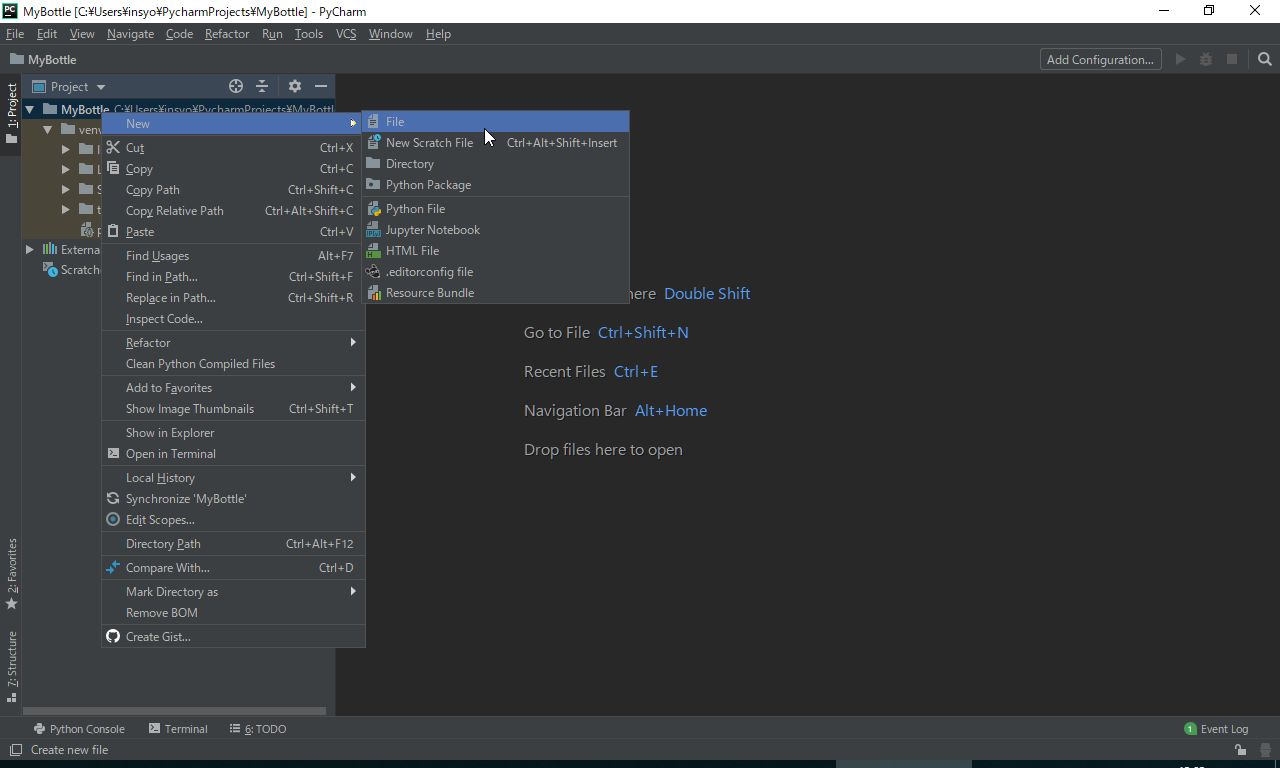 MyBottle [C:¥Users¥insyo¥PycharmProjects¥MyBottle] - PyCharm
File Edit View Navigate Code Refactor Run Tools VCS Window Help
MyBottle
Add Configuration...
1: Project
Project
MyBottle C:¥Users¥insyo¥PycharmProjects¥MyBottl
Externa
Scratch
New
Cut Ctrl+X
Copy Ctrl+C
Copy Path Ctrl+Shift+C
Copy Relative Path Ctrl+Alt+Shift+C
Paste Ctrl+V
Find Usages Alt+F7
Find in Path... Ctrl+Shift+F
Replace in Path... Ctrl+Shift+R
Inspect Code...
Refactor
Clean Python Compiled Files
Add to Favorites
Show Image Thumbnails Ctrl+Shift+T
Show in Explorer
Open in Terminal
Local History
Synchronize 'MyBottle'
Edit Scopes...
Directory Path Ctrl+Alt+F12
Compare With... Ctrl+D
Mark Directory as
Remove BOM
Create Gist...
File
New Scratch File Ctrl+Alt+Shift+Insert
Directory
Python Package
Python File
Jupyter Notebook
HTML File
.editorconfig file
Resource Bundle
here Double Shift
Go to File Ctrl+Shift+N
Recent Files Ctrl+E
Navigation Bar Alt+Home
Drop files here to open
2: Favorites
7: Structure
Python Console
Terminal
6: TODO
1 Event Log
Create new file